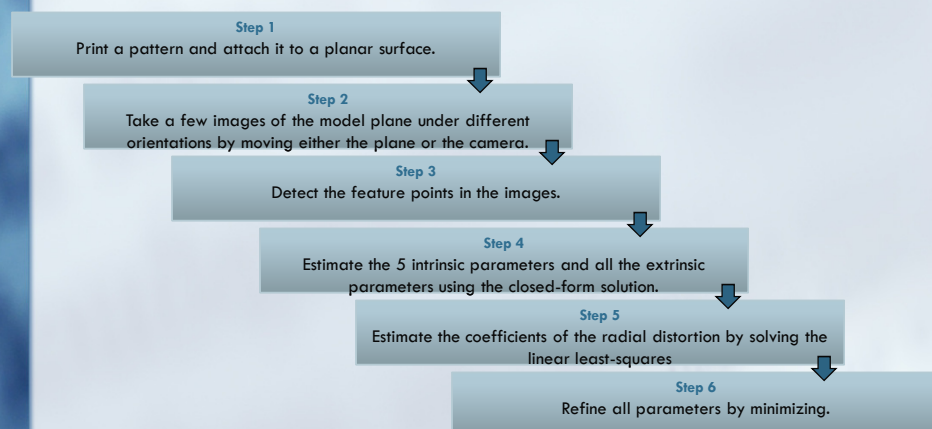 Step 1
Print a pattern and attach it to a planar surface.
Step 2
Take a few images of the model plane under different
orientations by moving either the plane or the camera.
Step 3
Detect the feature points in the images.
Step 4
Estimate the 5 intrinsic parameters and all the extrinsic
parameters using the closed-form solution.
Step 5
Estimate the coefficients of the radial distortion by solving the
linear least-squares
Step 6
Refine all parameters by minimizing.